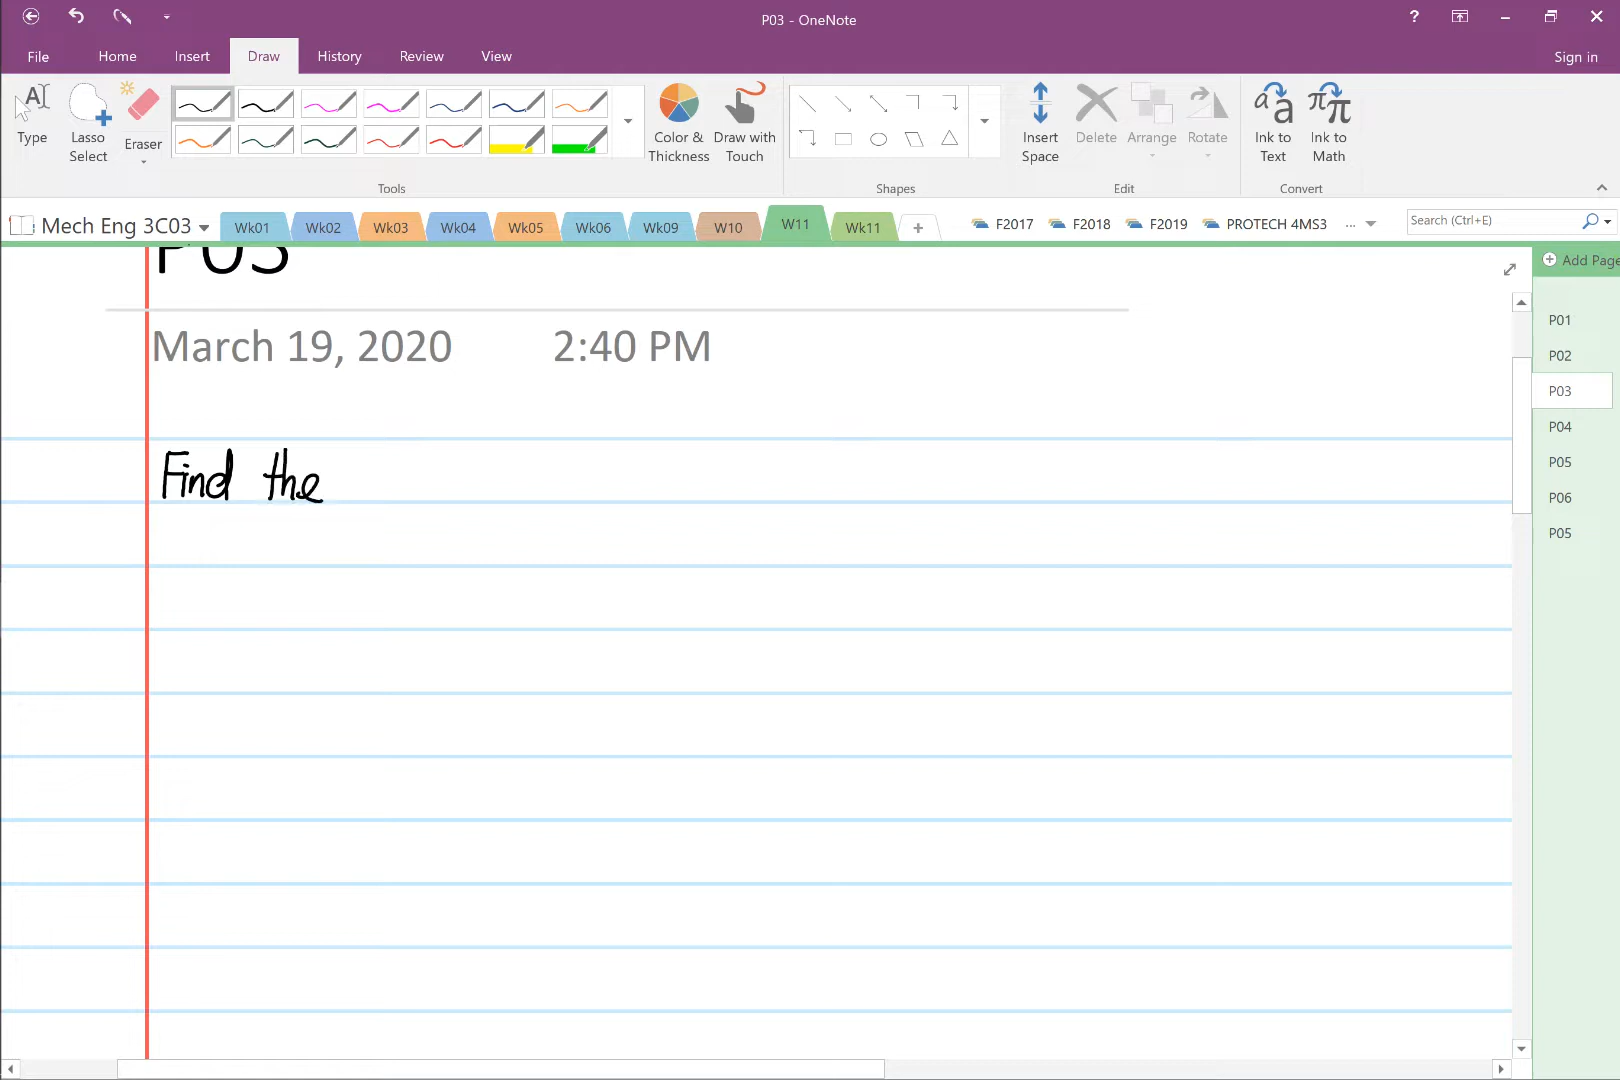 P03 - OneNote
?
File Home Insert Draw History Review View Sign in
Type
Lasso Select
Eraser
Color & Thickness
Draw with Touch
Insert Space
Delete
Arrange
Rotate
Ink to Text
Ink to Math
Tools Shapes Edit Convert
Mech Eng 3C03 Wk01 Wk02 Wk03 Wk04 Wk05 Wk06 Wk09 W10 W11 Wk11 + F2017 F2018 F2019 PROTECH 4MS3 ... Search (Ctrl+E)
P03
Add Page
March 19, 2020 2:40 PM
Find the
P01
P02
P03
P04
P05
P06
P05